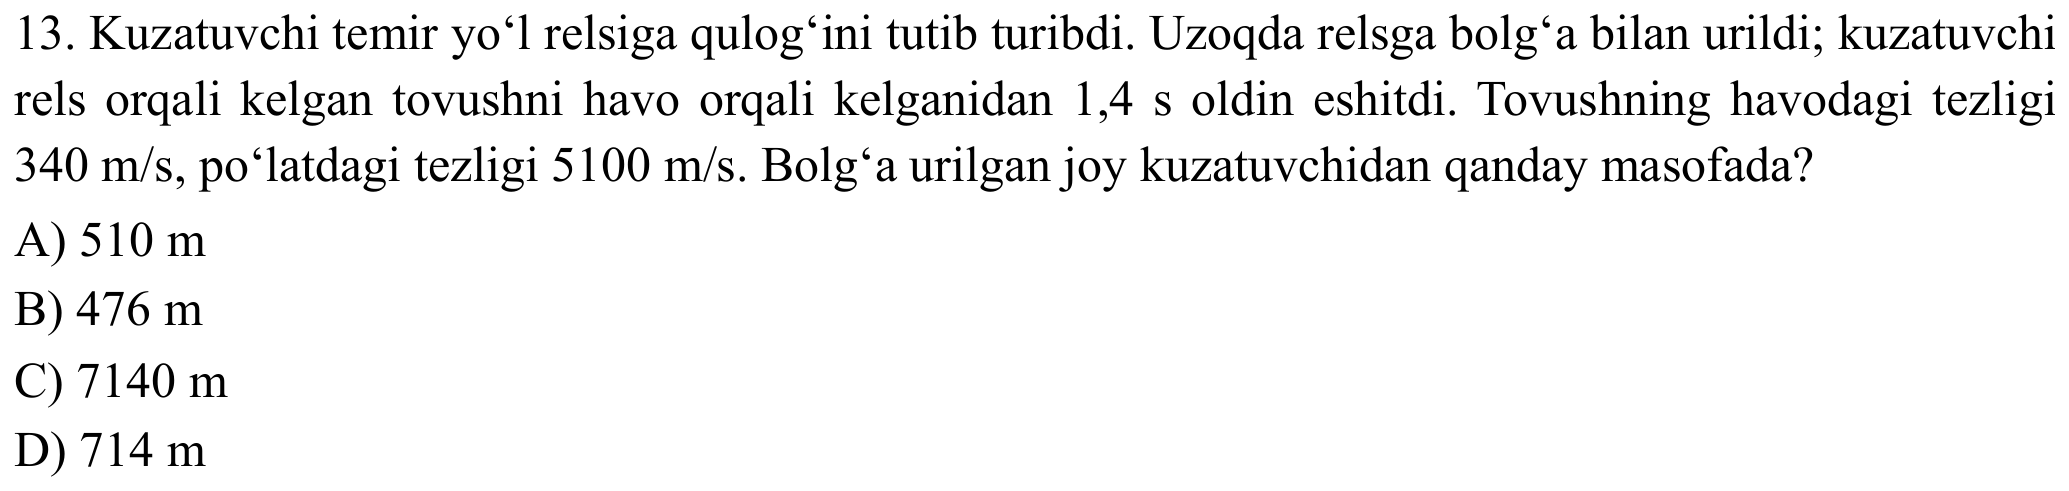 13. Kuzatuvchi temir yo‘l relsiga qulog‘ini tutib turibdi. Uzoqda relsga bolg‘a bilan urildi; kuzatuvchi
rels orqali kelgan tovushni havo orqali kelganidan 1,4 s oldin eshitdi. Tovushning havodagi tezligi
340 m/s, po‘latdagi tezligi 5100 m/s. Bolg‘a urilgan joy kuzatuvchidan qanday masofada?
A) 510 m
B) 476 m
C) 7140 m
D) 714 m